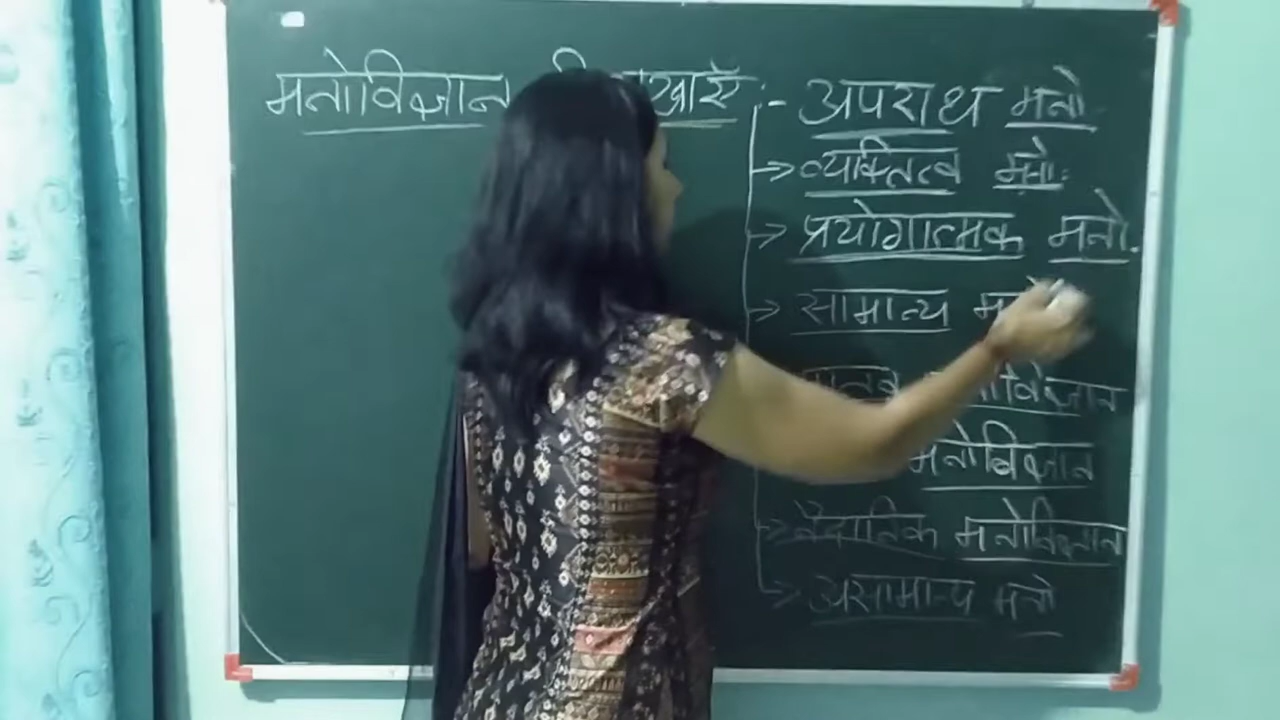 मनोविज्ञान :- अपराध मनो
→ व्यक्तित्व मनो:
→ प्रयोगात्मक मनो.
→ सामान्य
मनोविज्ञान
मनोविज्ञान
→ नैदानिक मनोविज्ञान
→ असामान्य मनो